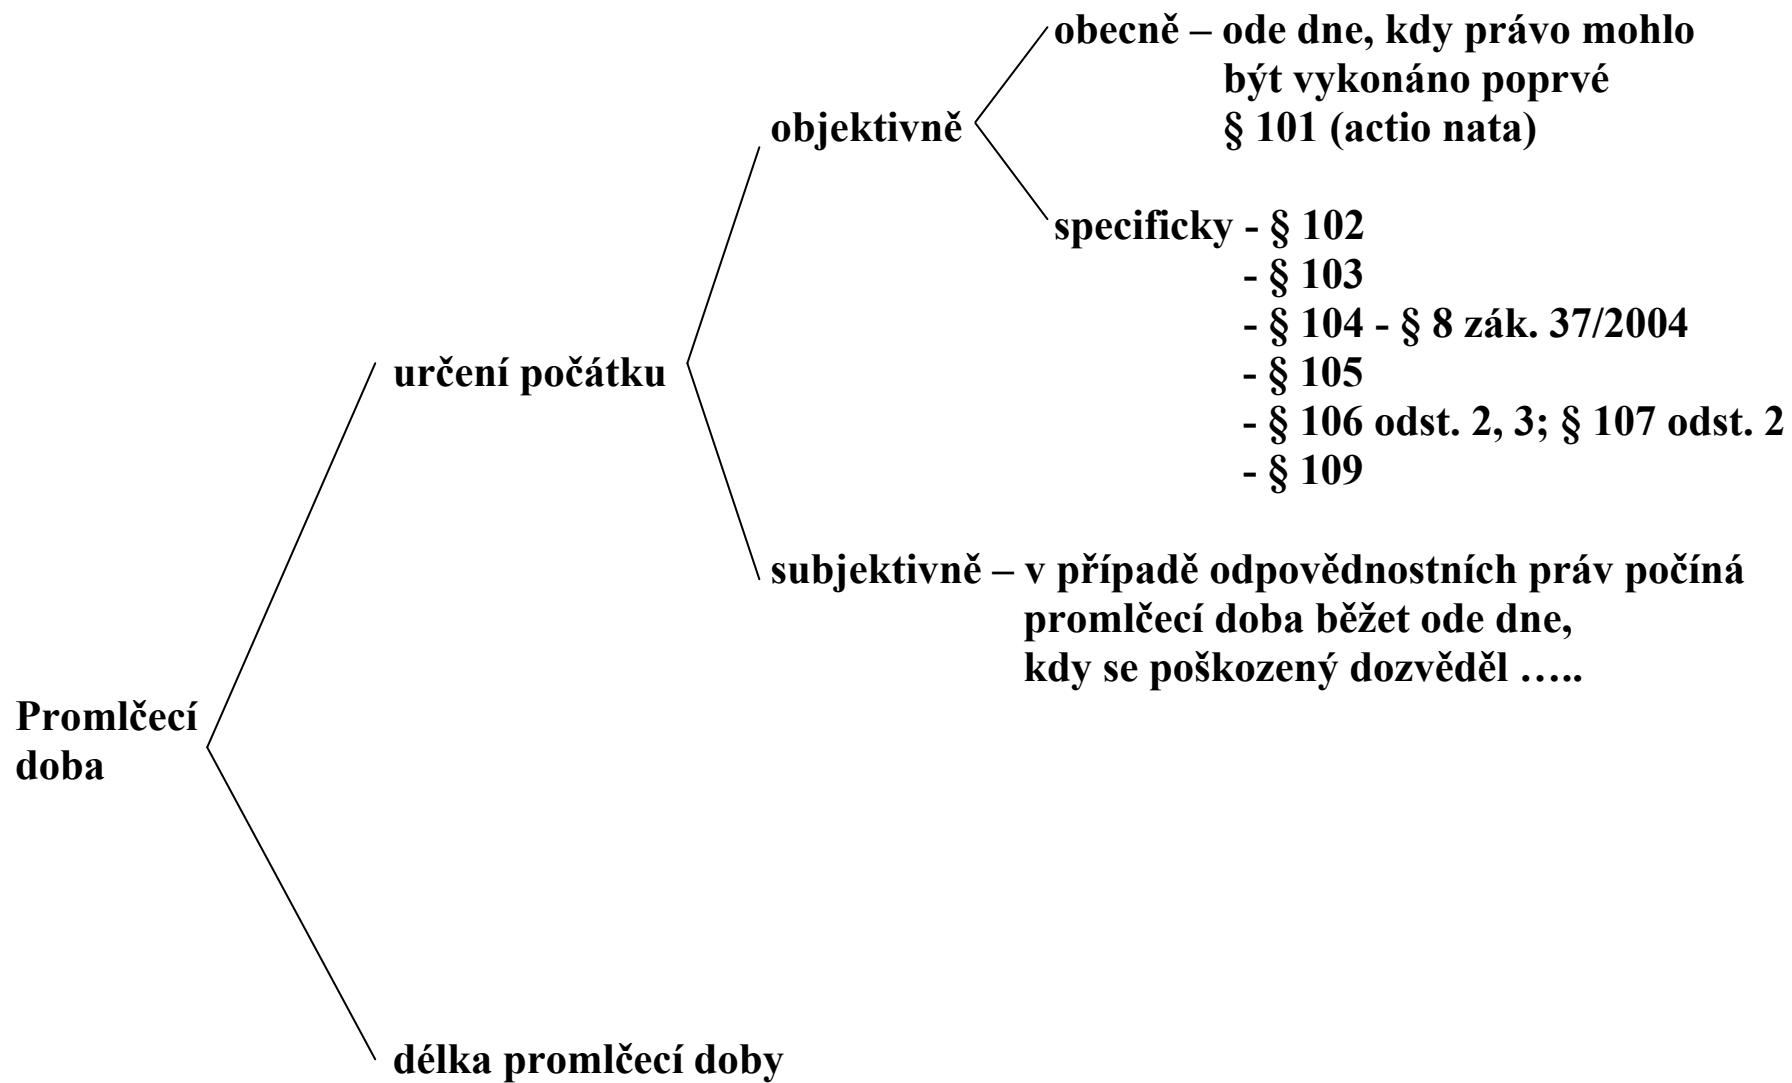 obecně – ode dne, kdy právo mohlo
být vykonáno poprvé
objektivně § 101 (actio nata)
specificky - § 102
- § 103
- § 104 - § 8 zák. 37/2004
určení počátku - § 105
- § 106 odst. 2, 3; § 107 odst. 2
- § 109
subjektivně – v případě odpovědnostních práv počíná
promlčecí doba běžet ode dne,
kdy se poškozený dozvěděl …..
Promlčecí
doba
délka promlčecí doby